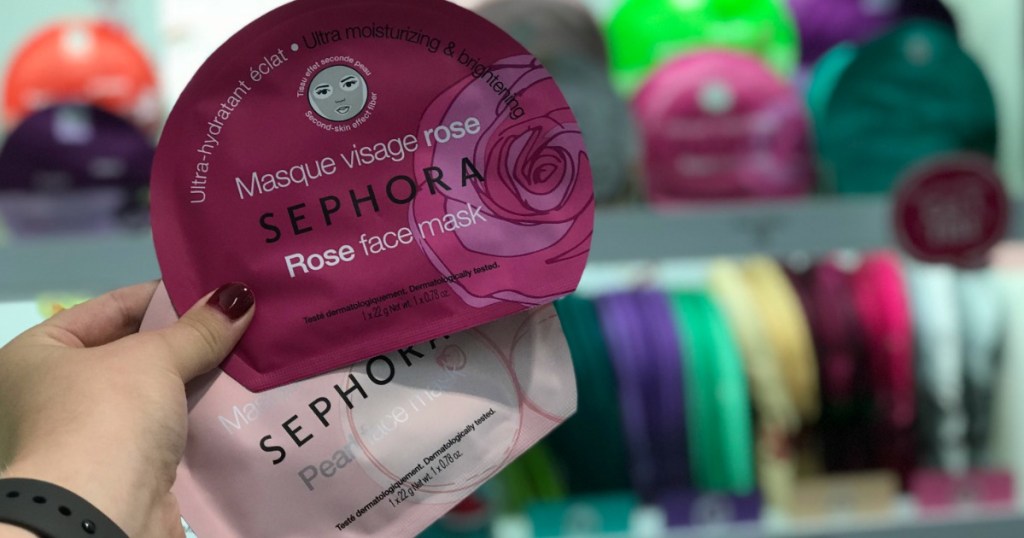 Ultra-hydratant éclat • Ultra moisturizing & brightening
Tissu effet seconde peau
Second-skin effect fiber
Masque visage rose
SEPHORA
Rose face mask
Testé dermatologiquement. Dermatologically tested.
1 x 22 g Net wt. 1 x 0.78 oz.
SEPHORA
Pearl face
Testé dermatologiquement. Dermatologically tested.
1 x 22 g Net wt. 1 x 0.78 oz.